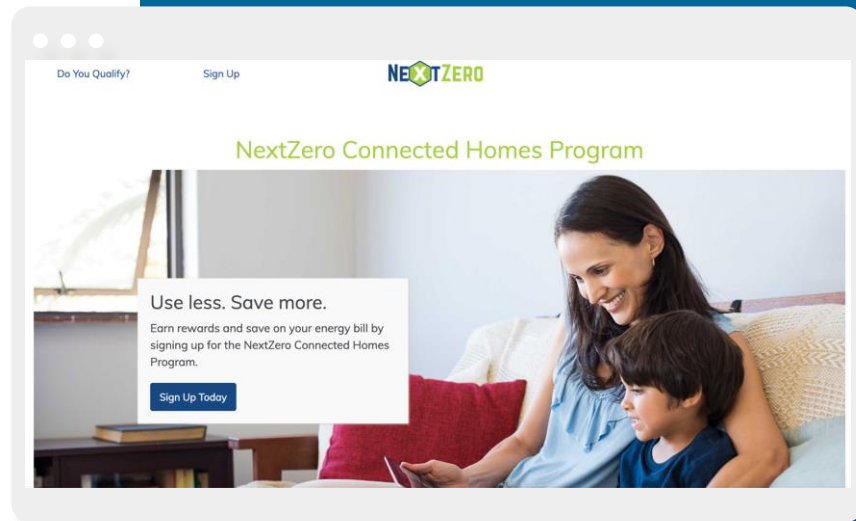 Do You Qualify?
Sign Up
NEXTZERO
NextZero Connected Homes Program
Use less. Save more.
Earn rewards and save on your energy bill by
signing up for the NextZero Connected Homes
Program.
Sign Up Today